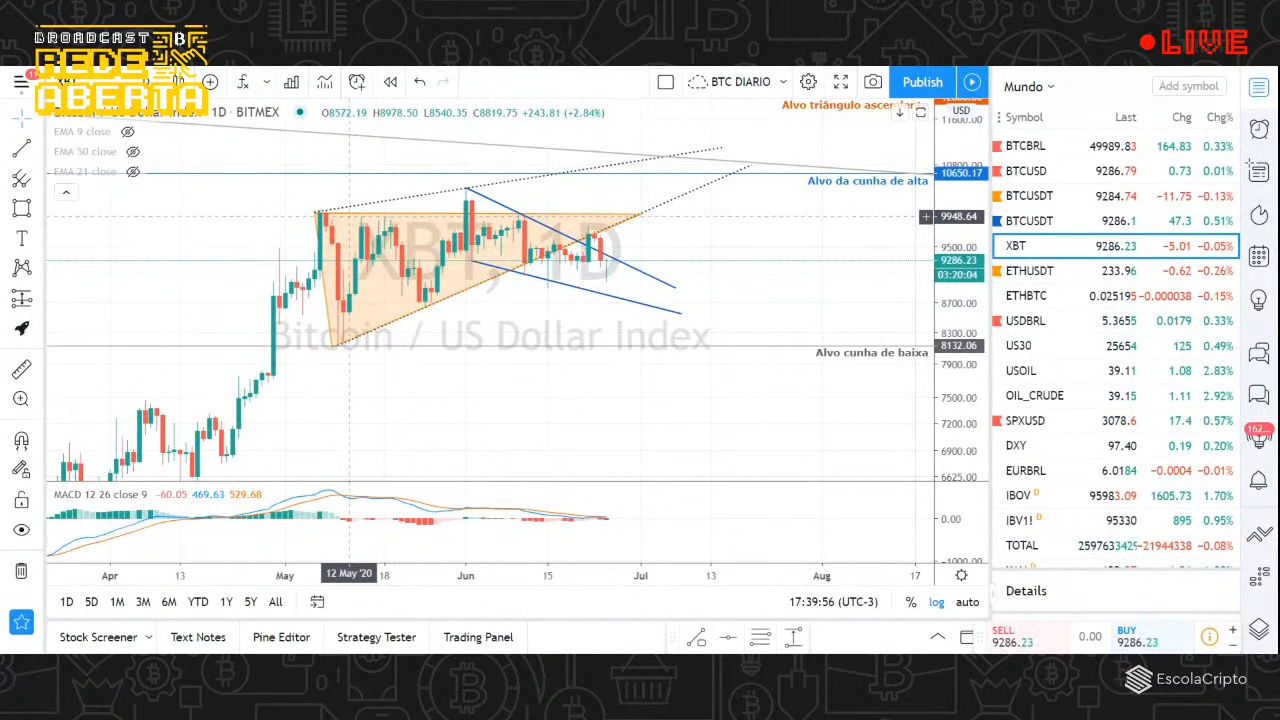 BROADCAST
REDE
ABERTA
LIVE
BTC DIARIO
Publish
Mundo
Add symbol
Index · 1D · BITMEX
O8572.19 H8978.50 L8540.35 C8819.75 +243.81 (+2.84%)
USD
EMA 9 close
EMA 50 close
EMA 21 close
Alvo da cunha de alta
Alvo cunha de baixa
XBT, 1D
Bitcoin / US Dollar Index
11600.00
10800.00
10650.17
9948.64
9500.00
9286.23
03:20:04
8700.00
8300.00
8132.06
7900.00
7500.00
7200.00
6900.00
6625.00
MACD 12 26 close 9 −60.05 469.63 529.68
0.00
−1000.00
Apr 13 May 12 May '20 18 Jun 15 Jul 13 Aug 17
1D 5D 1M 3M 6M YTD 1Y 5Y All
17:39:56 (UTC-3) % log auto
Stock Screener Text Notes Pine Editor Strategy Tester Trading Panel
Symbol Last Chg Chg%
BTCBRL 49989.83 164.83 0.33%
BTCUSD 9286.79 0.73 0.01%
BTCUSDT 9284.74 −11.75 −0.13%
BTCUSDT 9286.1 47.3 0.51%
XBT 9286.23 −5.01 −0.05%
ETHUSDT 233.96 −0.62 −0.26%
ETHBTC 0.025195 −0.000038 −0.15%
USDBRL 5.3655 0.0179 0.33%
US30 25654 125 0.49%
USOIL 39.11 1.08 2.83%
OIL_CRUDE 39.15 1.11 2.92%
SPXUSD 3078.6 17.4 0.57%
DXY 97.40 0.19 0.20%
EURBRL 6.0184 −0.0004 −0.01%
IBOV D 95983.09 1605.73 1.70%
IBV1! D 95330 895 0.95%
TOTAL −21944338 −0.08%
Details
SELL
9286.23
0.00
BUY
9286.23
162...
EscolaCripto